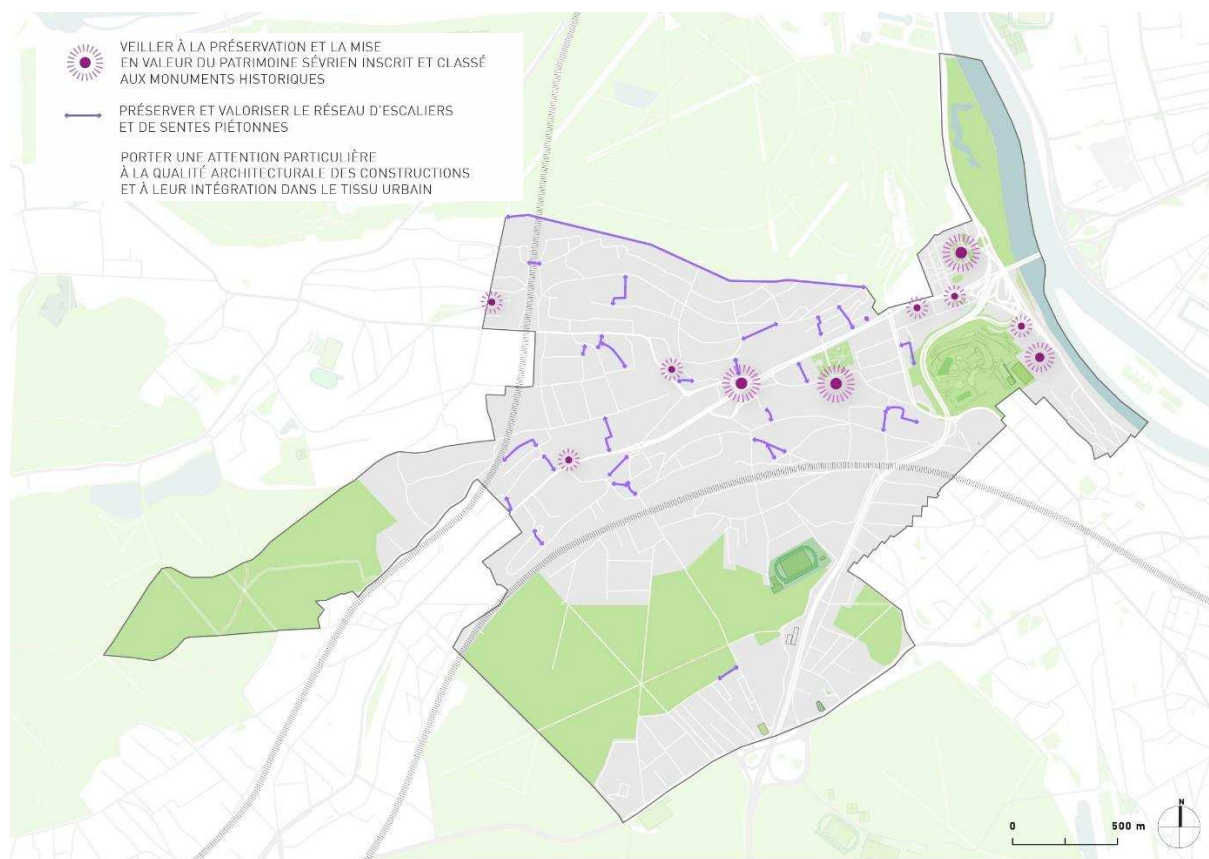 VEILLER À LA PRÉSERVATION ET LA MISE
EN VALEUR DU PATRIMOINE SÉVRIEN INSCRIT ET CLASSÉ
AUX MONUMENTS HISTORIQUES
PRÉSERVER ET VALORISER LE RÉSEAU D'ESCALIERS
ET DE SENTES PIÉTONNES
PORTER UNE ATTENTION PARTICULIÈRE
À LA QUALITÉ ARCHITECTURALE DES CONSTRUCTIONS
ET À LEUR INTÉGRATION DANS LE TISSU URBAIN
0 500 m
N